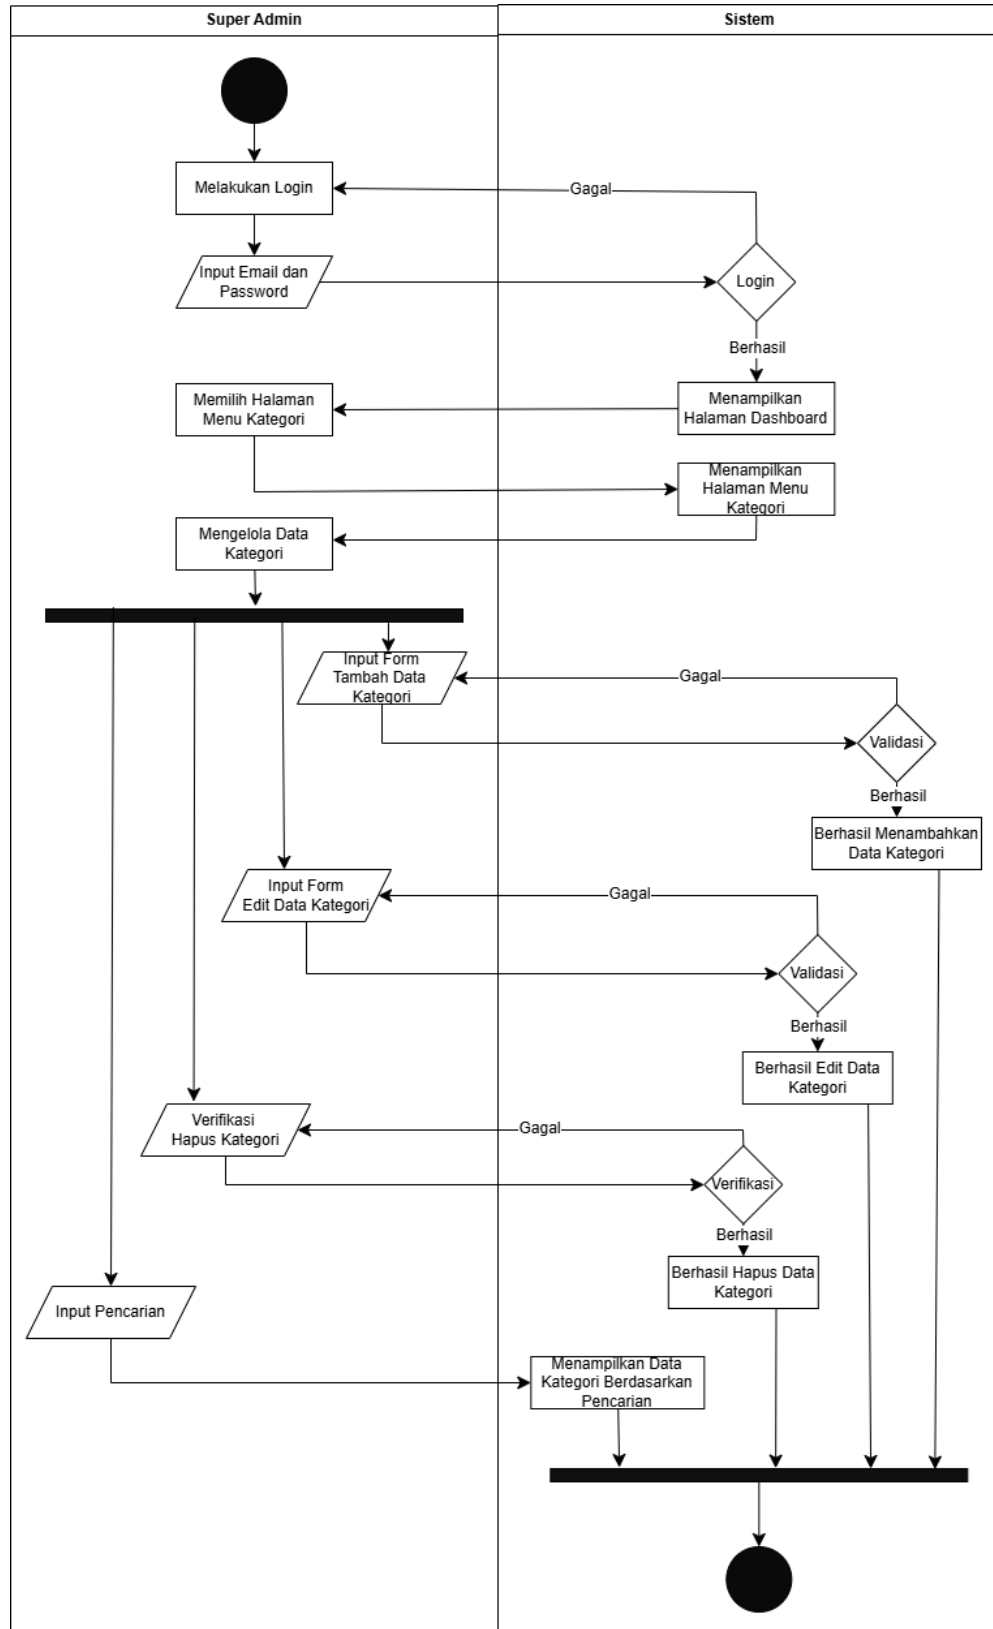 Super Admin
Sistem
Melakukan Login
Gagal
Input Email dan
Password
Login
Berhasil
Memilih Halaman
Menu Kategori
Menampilkan
Halaman Dashboard
Menampilkan
Halaman Menu
Kategori
Mengelola Data
Kategori
Input Form
Tambah Data
Kategori
Gagal
Validasi
Berhasil
Berhasil Menambahkan
Data Kategori
Input Form
Edit Data Kategori
Gagal
Validasi
Berhasil
Berhasil Edit Data
Kategori
Verifikasi
Hapus Kategori
Gagal
Verifikasi
Berhasil
Berhasil Hapus Data
Kategori
Input Pencarian
Menampilkan Data
Kategori Berdasarkan
Pencarian